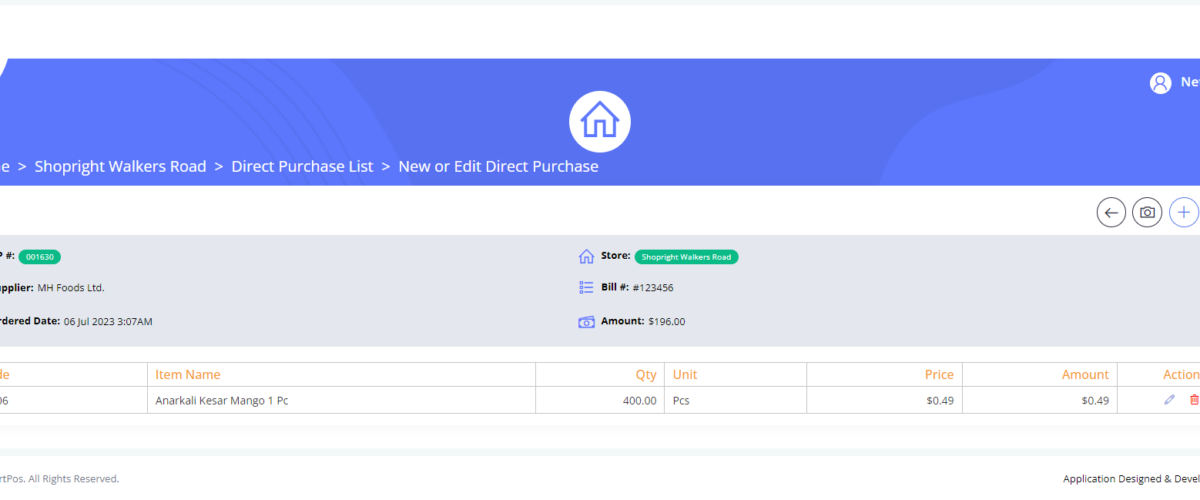 Ne
e > Shopright Walkers Road > Direct Purchase List > New or Edit Direct Purchase
P #: 001630
Store: Shopright Walkers Road
pplier: MH Foods Ltd.
Bill #: #123456
dered Date: 06 Jul 2023 3:07AM
Amount: $196.00
de Item Name Qty Unit Price Amount Action
06 Anarkali Kesar Mango 1 Pc 400.00 Pcs $0.49 $0.49
rtPos. All Rights Reserved.
Application Designed & Devel